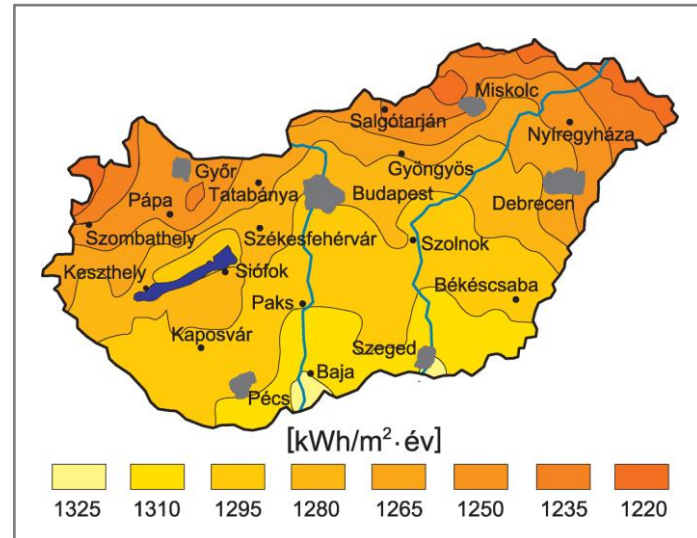 Miskolc
Salgótarján
Nyíregyháza
Győr
Gyöngyös
Tatabánya
Budapest
Debrecen
Pápa
Szombathely
Székesfehérvár
Szolnok
Keszthely
Siófok
Békéscsaba
Paks
Kaposvár
Szeged
Baja
Pécs
[kWh/m²·év]
1325 1310 1295 1280 1265 1250 1235 1220